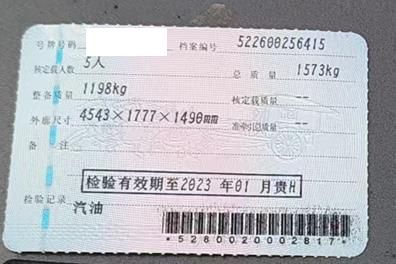 号牌号码 档案编号 522600256415
核定载人数 5人 总质量 1573kg
整备质量 1198kg 核定载质量 --
外廓尺寸 4543×1777×1490mm 准牵引总质量 --
备注
检验有效期至2023年01月贵H
检验记录 汽油
*5280020002817*